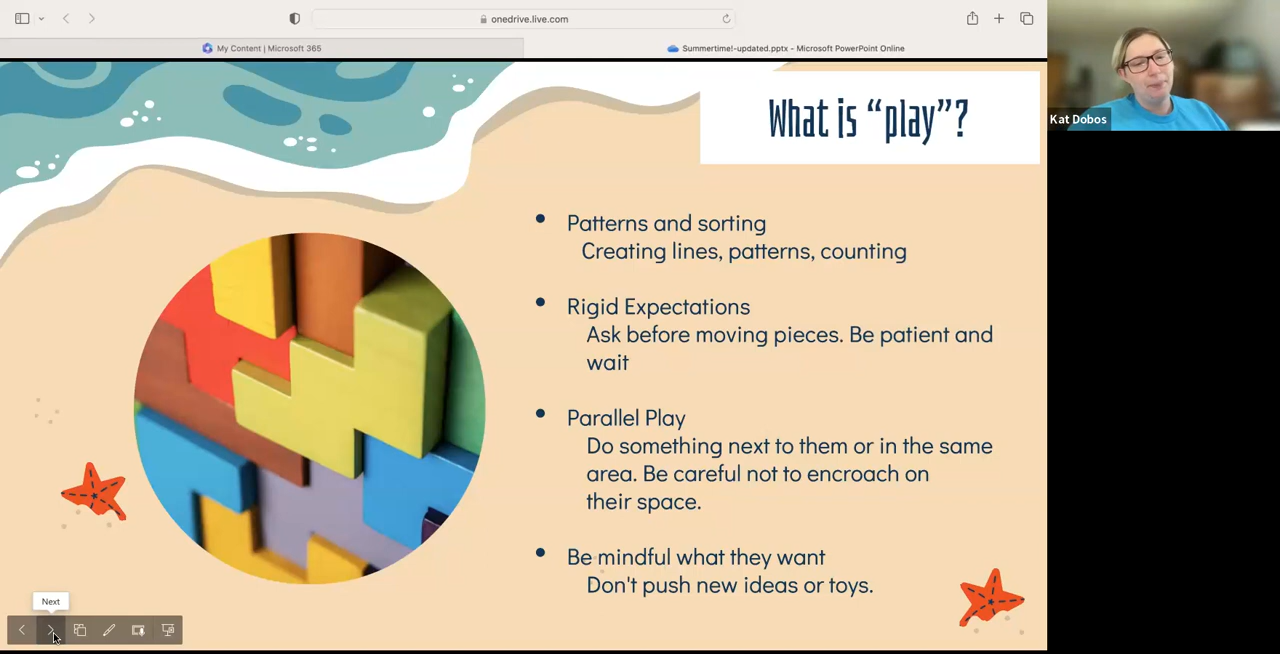 onedrive.live.com
My Content | Microsoft 365
Summertime!-updated.pptx - Microsoft PowerPoint Online
Kat Dobos
What is “play”?
• Patterns and sorting
Creating lines, patterns, counting
• Rigid Expectations
Ask before moving pieces. Be patient and
wait
• Parallel Play
Do something next to them or in the same
area. Be careful not to encroach on
their space.
• Be mindful what they want
Don't push new ideas or toys.
Next